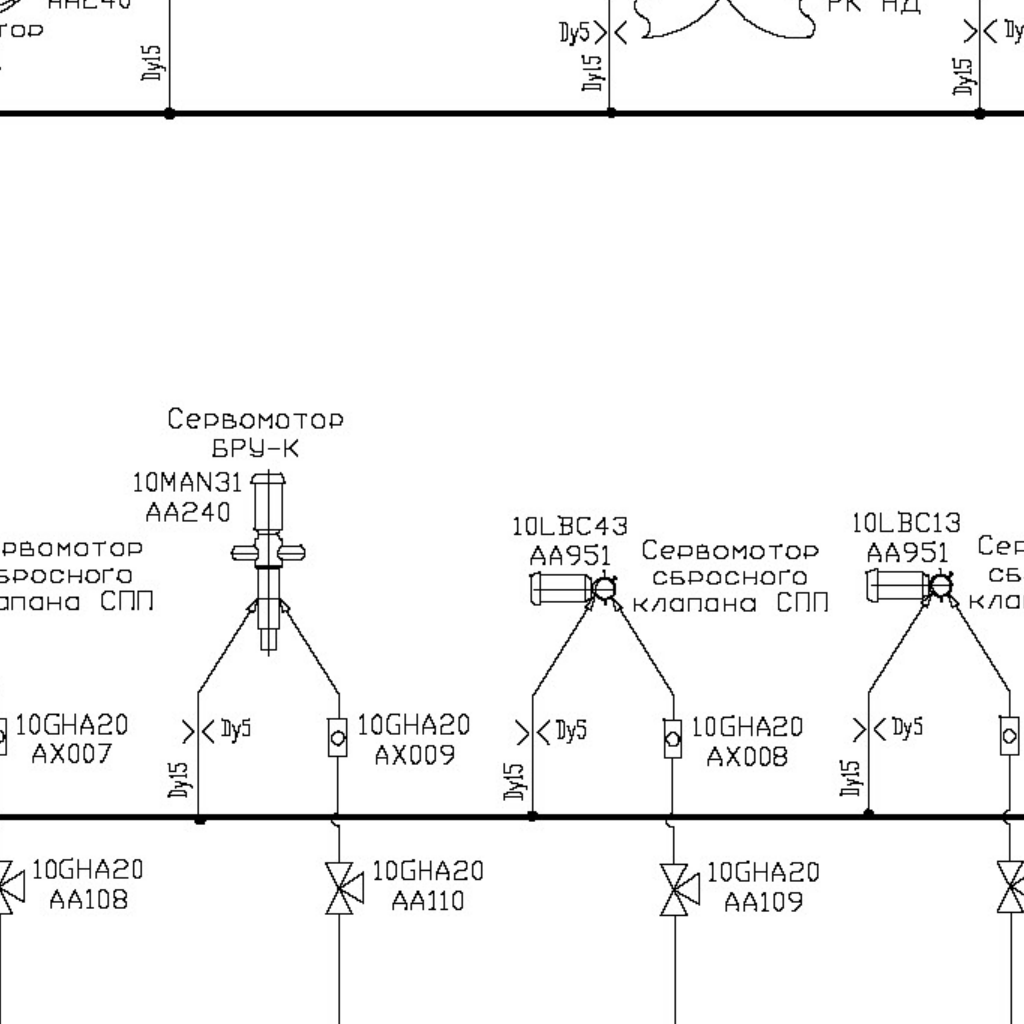 AA240
тор
Dy15
Dy5
Dy15
РК НД
Dy
Dy15
Сервомотор
БРУ-К
10MAN31
AA240
рвомотор
бросного
апана СПП
10LBC43
AA951
Сервомотор
сбросного
клапана СПП
10LBC13
AA951
Сер
сб
кла
10GHA20
AX007
Dy5
Dy15
10GHA20
AX009
Dy5
Dy15
10GHA20
AX008
Dy5
Dy15
10GHA20
AA108
10GHA20
AA110
10GHA20
AA109